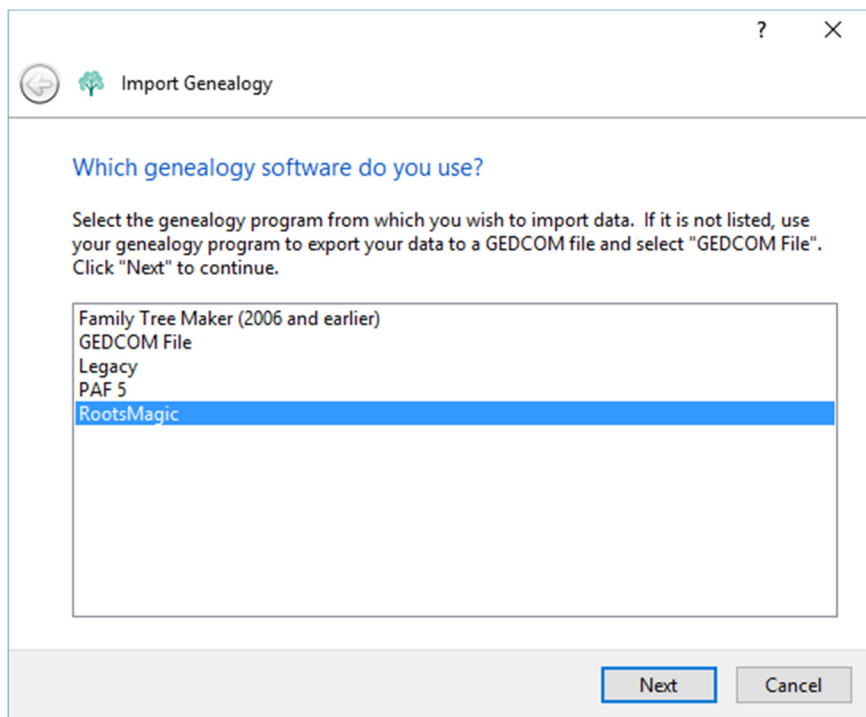 ?
Import Genealogy
Which genealogy software do you use?
Select the genealogy program from which you wish to import data.  If it is not listed, use
your genealogy program to export your data to a GEDCOM file and select "GEDCOM File".
Click "Next" to continue.
Family Tree Maker (2006 and earlier)
GEDCOM File
Legacy
PAF 5
RootsMagic
Next
Cancel